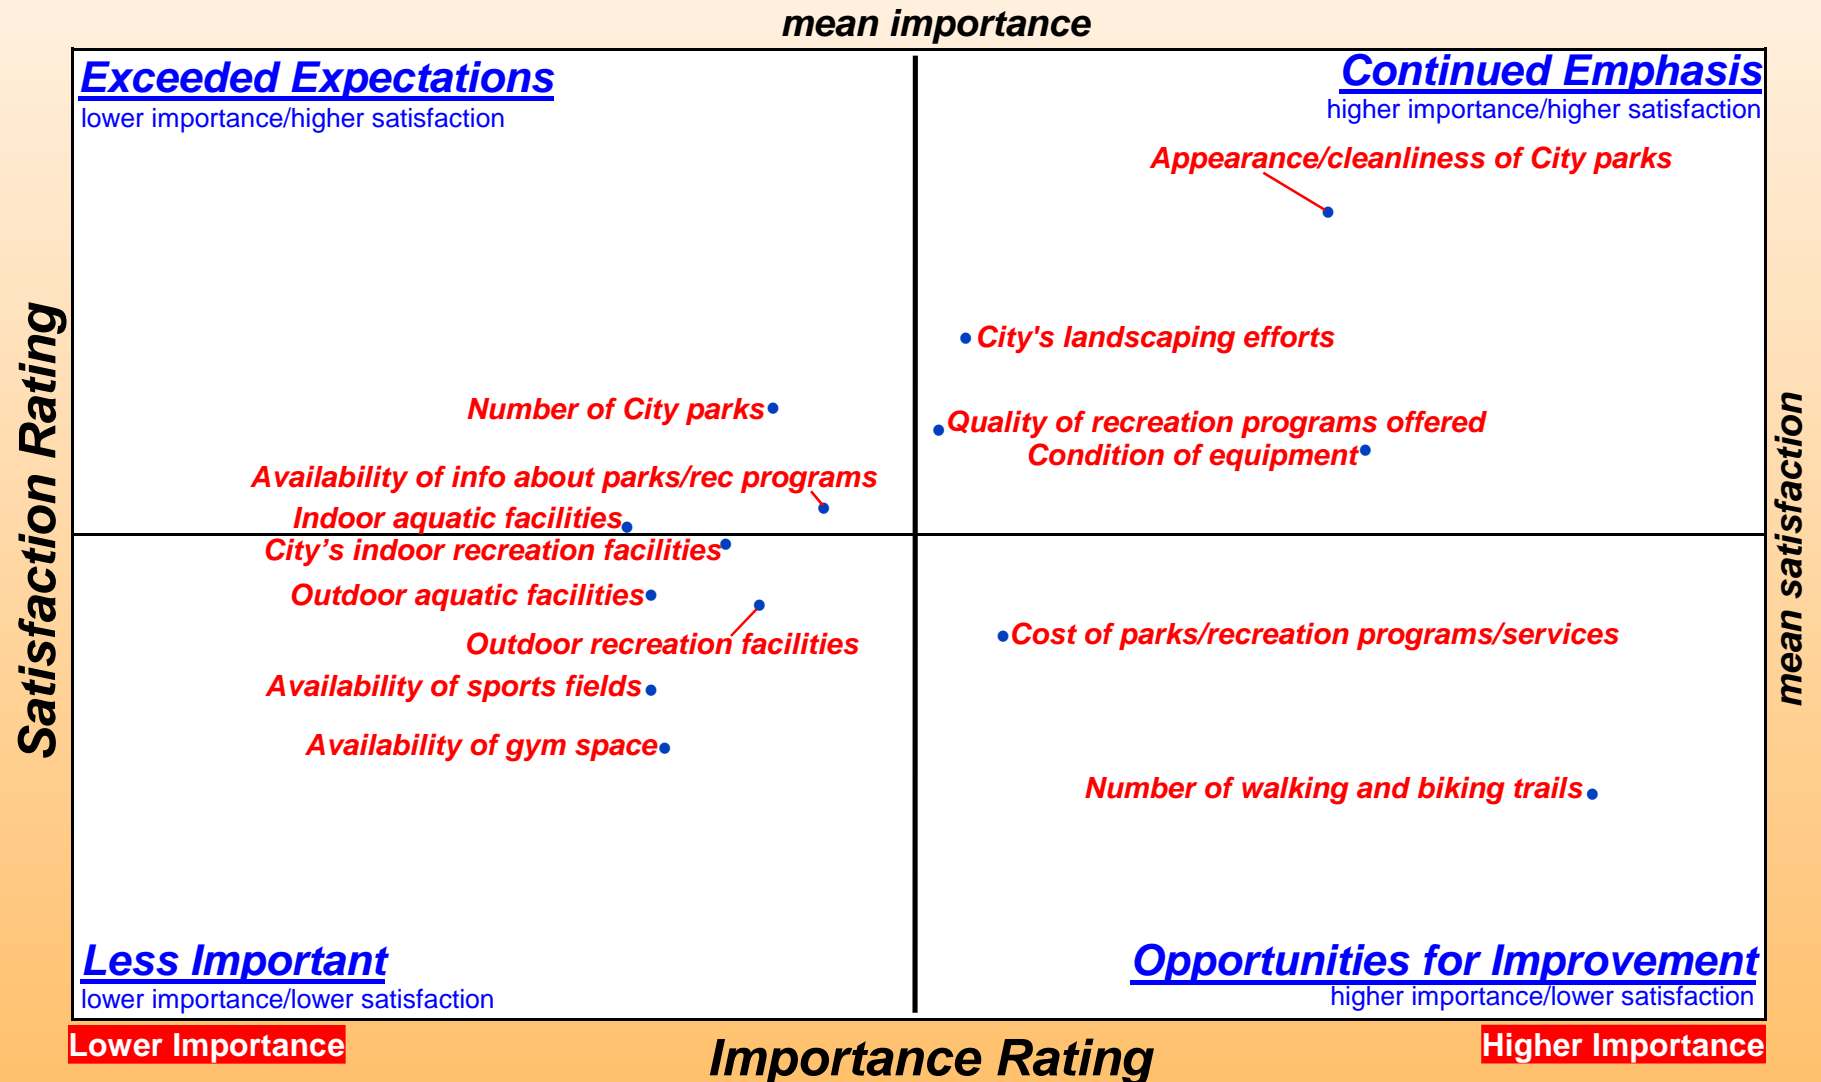 mean importance
Exceeded Expectations
lower importance/higher satisfaction
Continued Emphasis
higher importance/higher satisfaction
Appearance/cleanliness of City parks
City's landscaping efforts
Number of City parks
Quality of recreation programs offered
Condition of equipment
Availability of info about parks/rec programs
Indoor aquatic facilities
City’s indoor recreation facilities
Outdoor aquatic facilities
Outdoor recreation facilities
Cost of parks/recreation programs/services
Availability of sports fields
Availability of gym space
Number of walking and biking trails
Satisfaction Rating
mean satisfaction
Less Important
lower importance/lower satisfaction
Opportunities for Improvement
higher importance/lower satisfaction
Lower Importance
Importance Rating
Higher Importance